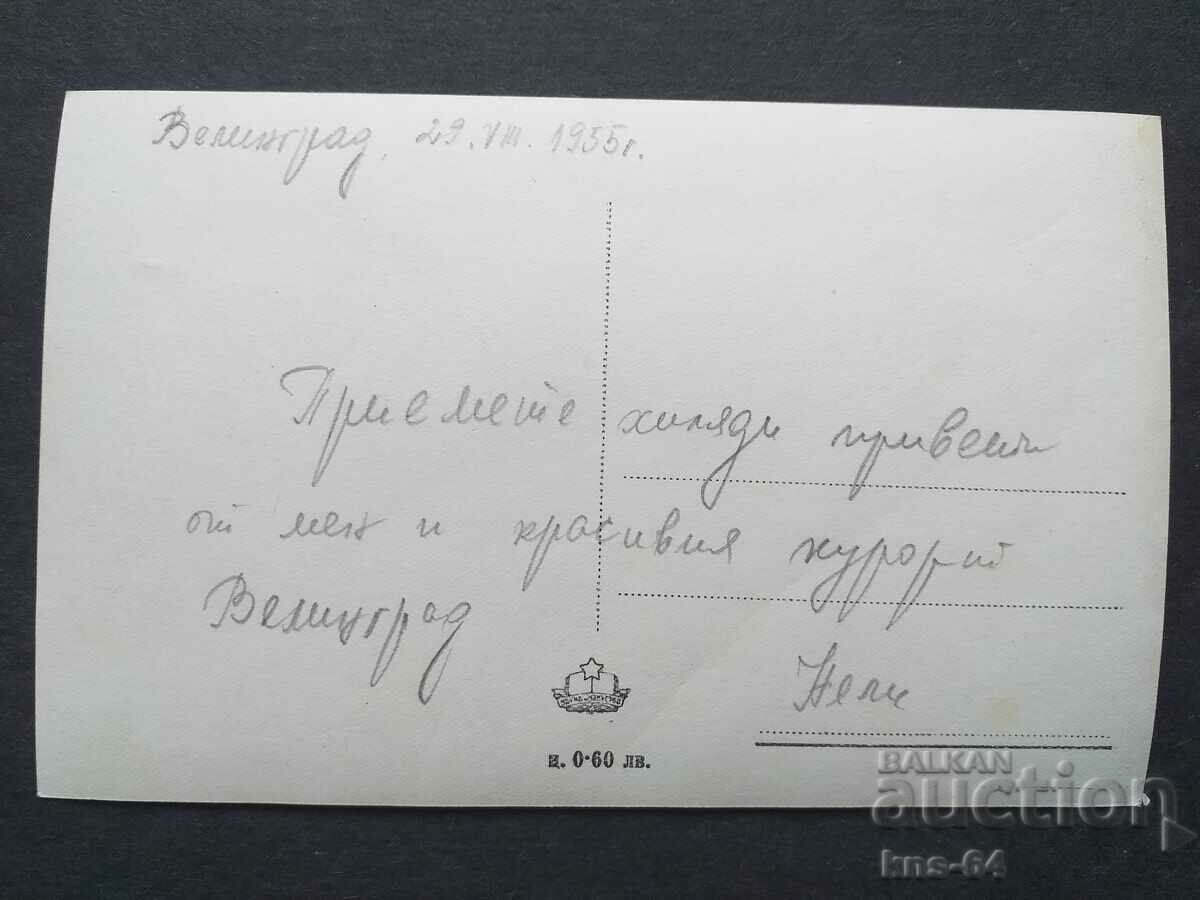 Велинград, 29. VIII. 1955 г.
Приемете хиляди привети
от мен и красивия курорт
Велинград
Нели
ц. 0·60 лв.
BALKAN
auction
kns-64